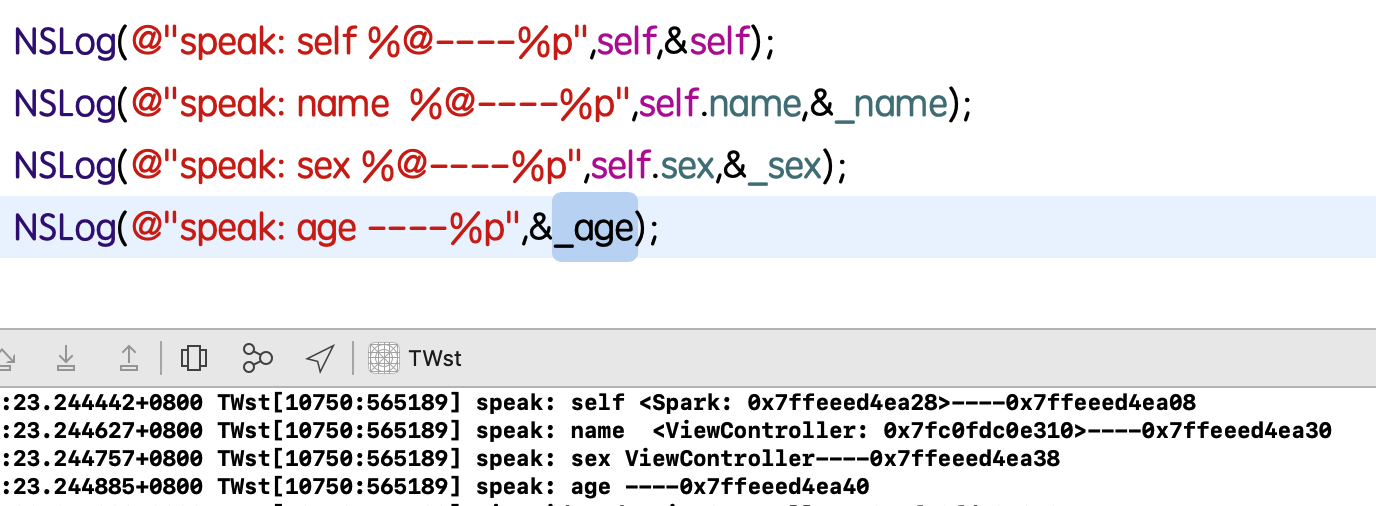 NSLog(@"speak: self %@----%p",self,&self);
NSLog(@"speak: name  %@----%p",self.name,&_name);
NSLog(@"speak: sex %@----%p",self.sex,&_sex);
NSLog(@"speak: age ----%p",&_age);
TWst
:23.244442+0800 TWst[10750:565189] speak: self <Spark: 0x7ffeeed4ea28>----0x7ffeeed4ea08
:23.244627+0800 TWst[10750:565189] speak: name  <ViewController: 0x7fc0fdc0e310>----0x7ffeeed4ea30
:23.244757+0800 TWst[10750:565189] speak: sex ViewController----0x7ffeeed4ea38
:23.244885+0800 TWst[10750:565189] speak: age ----0x7ffeeed4ea40